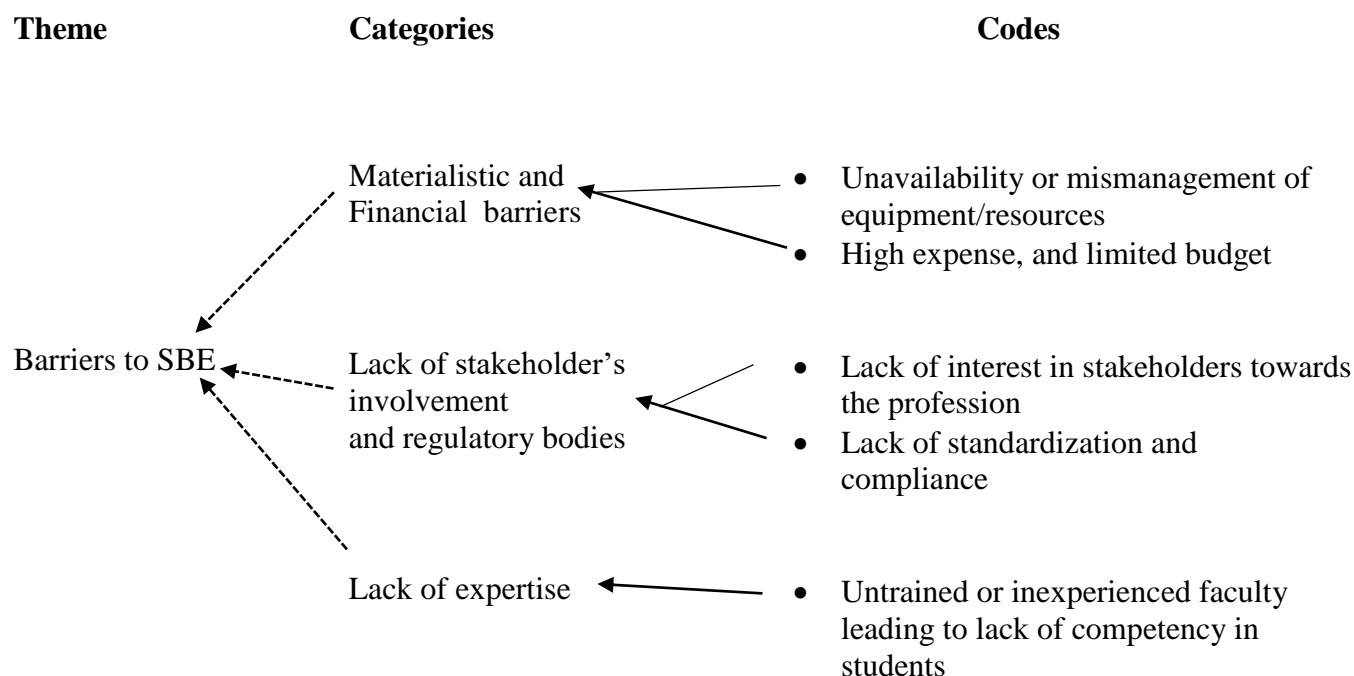 Theme Categories Codes
Materialistic and
Financial barriers
• Unavailability or mismanagement of
equipment/resources
• High expense, and limited budget
Barriers to SBE
Lack of stakeholder’s
involvement
and regulatory bodies
• Lack of interest in stakeholders towards
the profession
• Lack of standardization and
compliance
Lack of expertise
• Untrained or inexperienced faculty
leading to lack of competency in
students